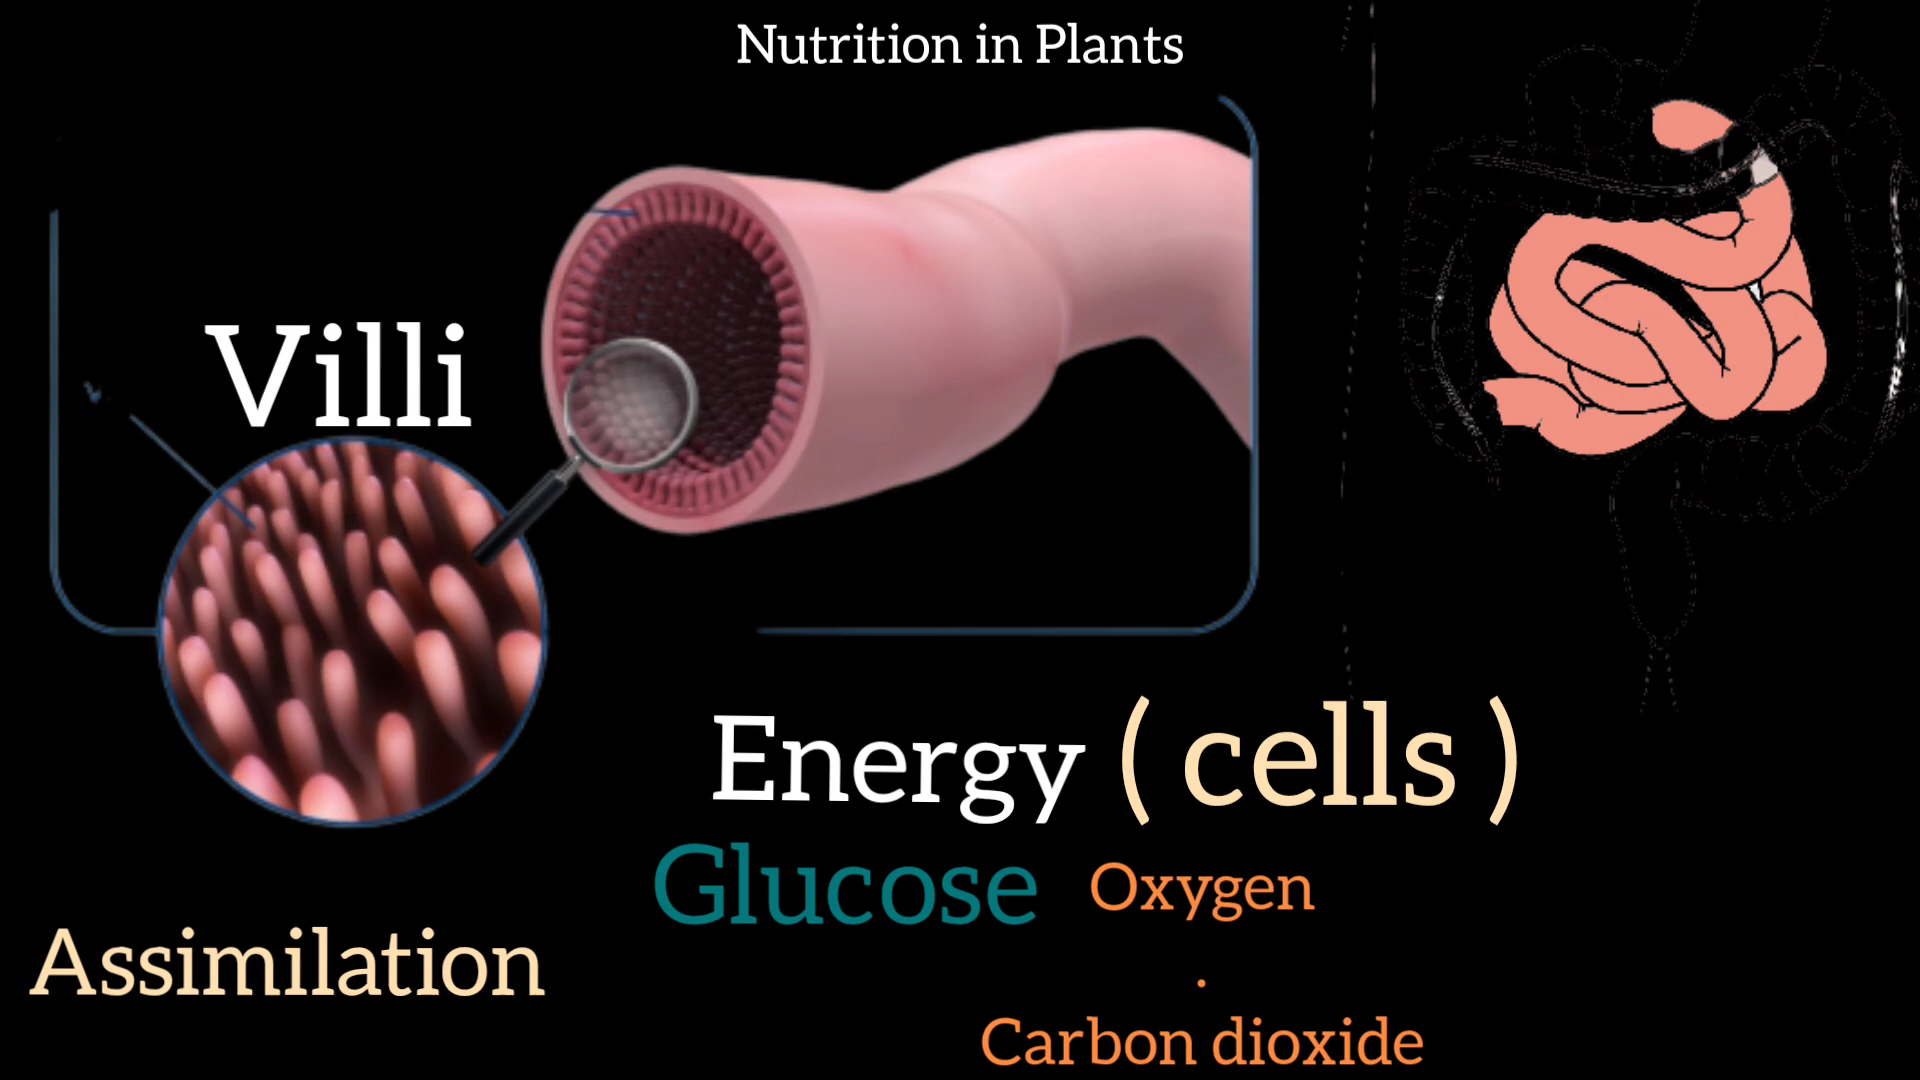 Nutrition in Plants
Villi
Energy ( cells )
Glucose Oxygen
.
Assimilation
Carbon dioxide